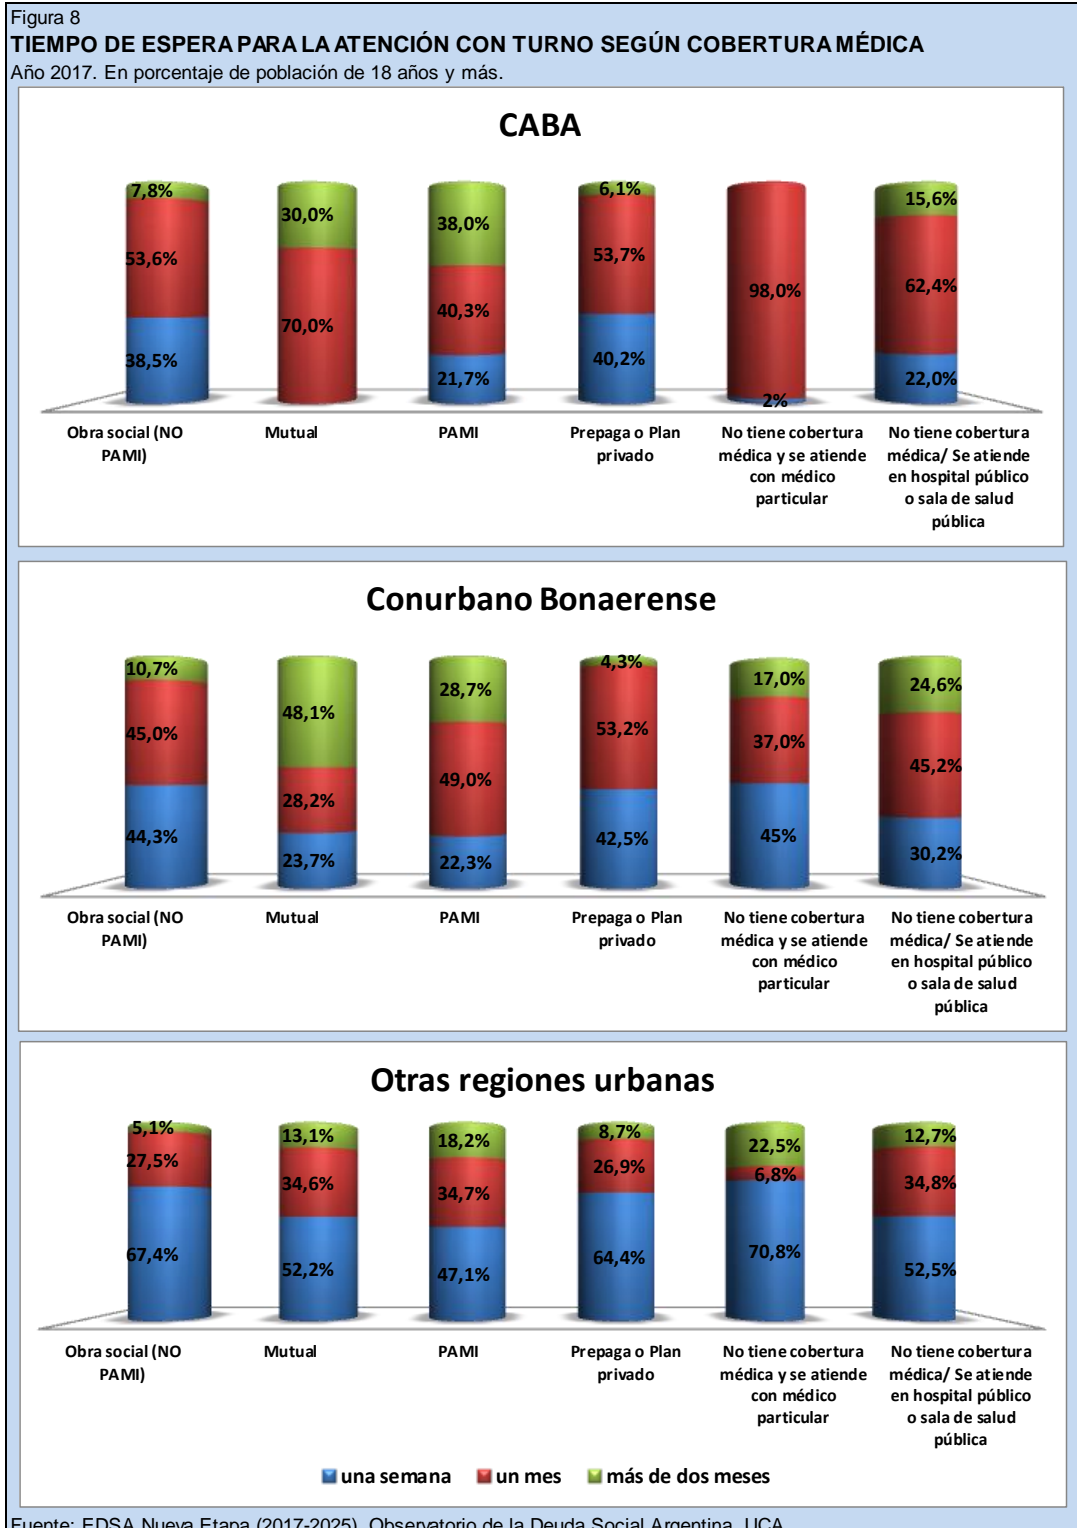 Figura 8
TIEMPO DE ESPERA PARA LA ATENCIÓN CON TURNO SEGÚN COBERTURA MÉDICA
Año 2017. En porcentaje de población de 18 años y más.
CABA
7,8% 30,0% 38,0% 6,1% 15,6%
53,6% 70,0% 40,3% 53,7% 98,0% 62,4%
38,5% 21,7% 40,2% 2% 22,0%
Obra social (NO PAMI)
Mutual
PAMI
Prepaga o Plan privado
No tiene cobertura médica y se atiende con médico particular
No tiene cobertura médica/ Se atiende en hospital público o sala de salud pública
Conurbano Bonaerense
10,7% 48,1% 28,7% 4,3% 17,0% 24,6%
45,0% 28,2% 49,0% 53,2% 37,0% 45,2%
44,3% 23,7% 22,3% 42,5% 45% 30,2%
Obra social (NO PAMI)
Mutual
PAMI
Prepaga o Plan privado
No tiene cobertura médica y se atiende con médico particular
No tiene cobertura médica/ Se atiende en hospital público o sala de salud pública
Otras regiones urbanas
5,1% 13,1% 18,2% 8,7% 22,5% 12,7%
27,5% 34,6% 34,7% 26,9% 6,8% 34,8%
67,4% 52,2% 47,1% 64,4% 70,8% 52,5%
Obra social (NO PAMI)
Mutual
PAMI
Prepaga o Plan privado
No tiene cobertura médica y se atiende con médico particular
No tiene cobertura médica/ Se atiende en hospital público o sala de salud pública
una semana un mes más de dos meses
Fuente: EDSA Nueva Etapa (2017-2025), Observatorio de la Deuda Social Argentina, UCA